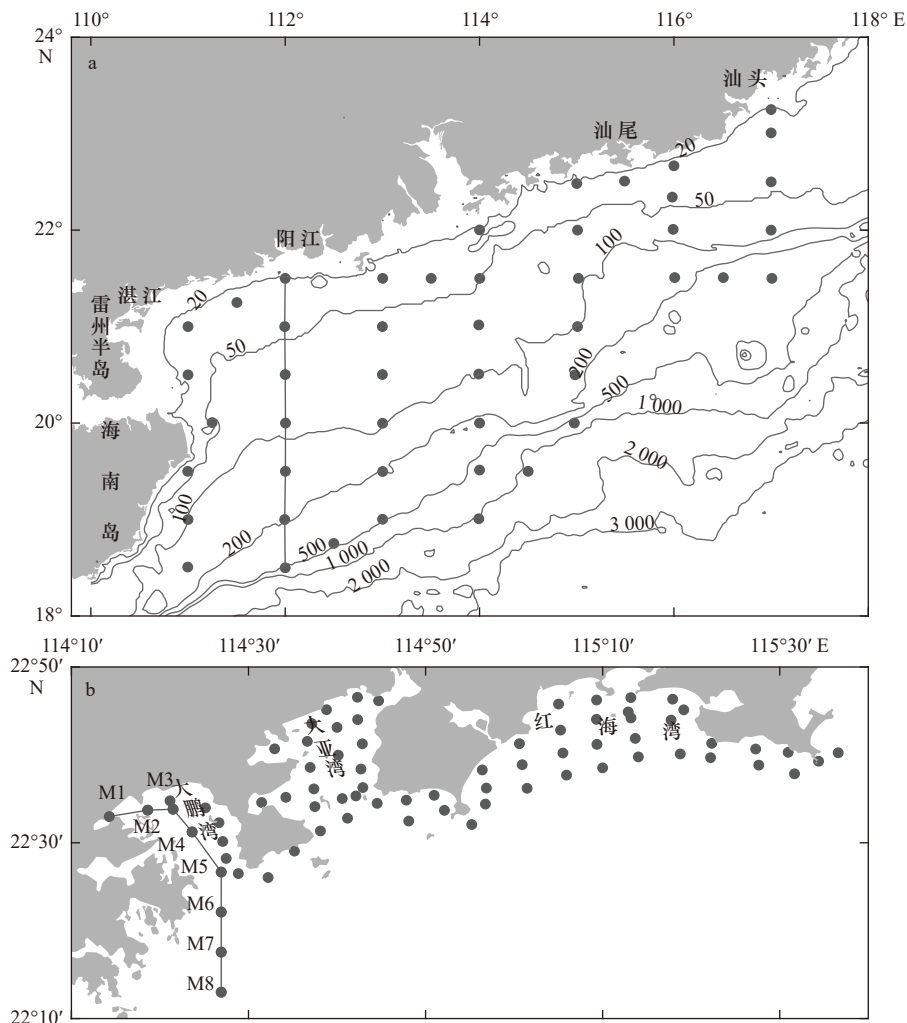 110° 112° 114° 116° 118° E
24°
N
a
汕头
汕尾
20
50
22°
100
阳江
湛江
20
雷州半岛
50
200
500
20°
1 000
海南岛
2 000
100
3 000
200
500
1 000
2 000
18°
114°10′ 114°30′ 114°50′ 115°10′ 115°30′ E
22°50′
N
b
大亚湾
红海湾
M1
M3
大鹏湾
M2
22°30′
M4
M5
M6
M7
M8
22°10′